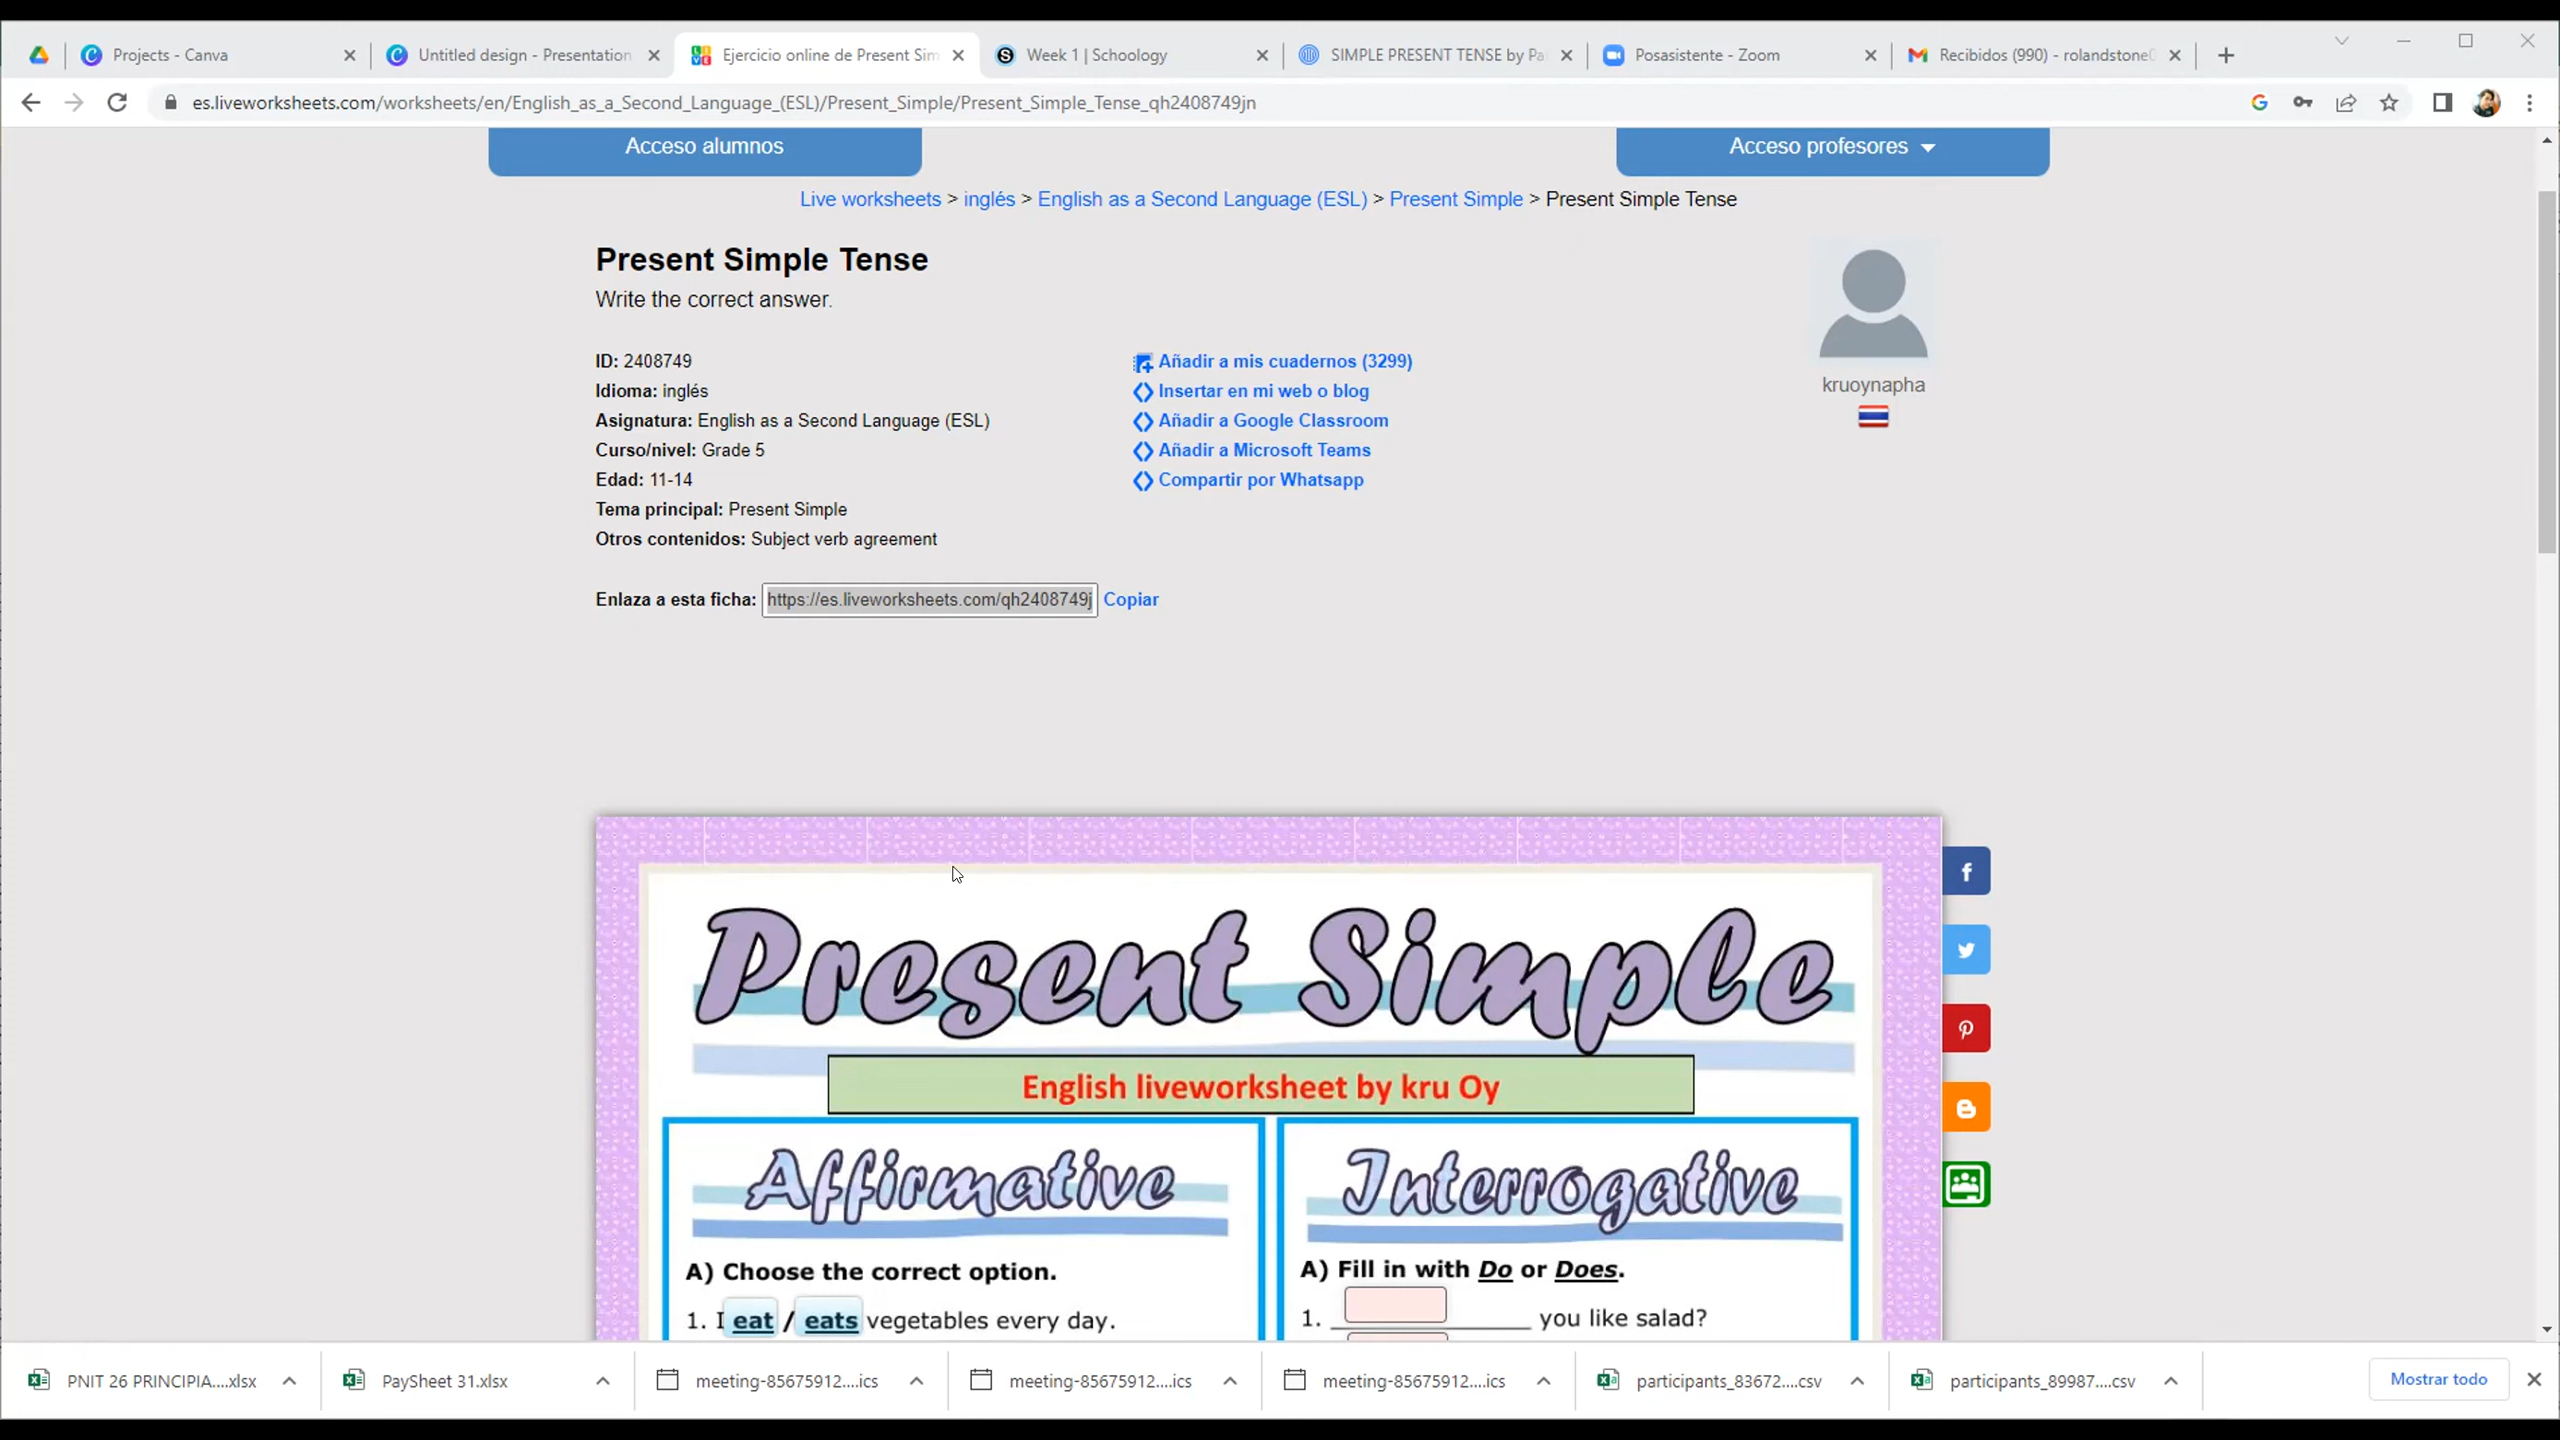 Projects - Canva
Untitled design - Presentation
Ejercicio online de Present Sim
Week 1 | Schoology
SIMPLE PRESENT TENSE by Pa
Posasistente - Zoom
Recibidos (990) - rolandstone
es.liveworksheets.com/worksheets/en/English_as_a_Second_Language_(ESL)/Present_Simple/Present_Simple_Tense_qh2408749jn
Acceso alumnos
Acceso profesores
Live worksheets > inglés > English as a Second Language (ESL) > Present Simple > Present Simple Tense
Present Simple Tense
Write the correct answer.
ID: 2408749
Idioma: inglés
Asignatura: English as a Second Language (ESL)
Curso/nivel: Grade 5
Edad: 11-14
Tema principal: Present Simple
Otros contenidos: Subject verb agreement
Añadir a mis cuadernos (3299)
Insertar en mi web o blog
Añadir a Google Classroom
Añadir a Microsoft Teams
Compartir por Whatsapp
kruoynapha
Enlaza a esta ficha: https://es.liveworksheets.com/qh2408749j Copiar
Present Simple
English liveworksheet by kru Oy
Affirmative
A) Choose the correct option.
1. I eat / eats vegetables every day.
Interrogative
A) Fill in with Do or Does.
1. __________ you like salad?
PNIT 26 PRINCIPIA....xlsx
PaySheet 31.xlsx
meeting-85675912....ics
meeting-85675912....ics
meeting-85675912....ics
participants_83672....csv
participants_89987....csv
Mostrar todo